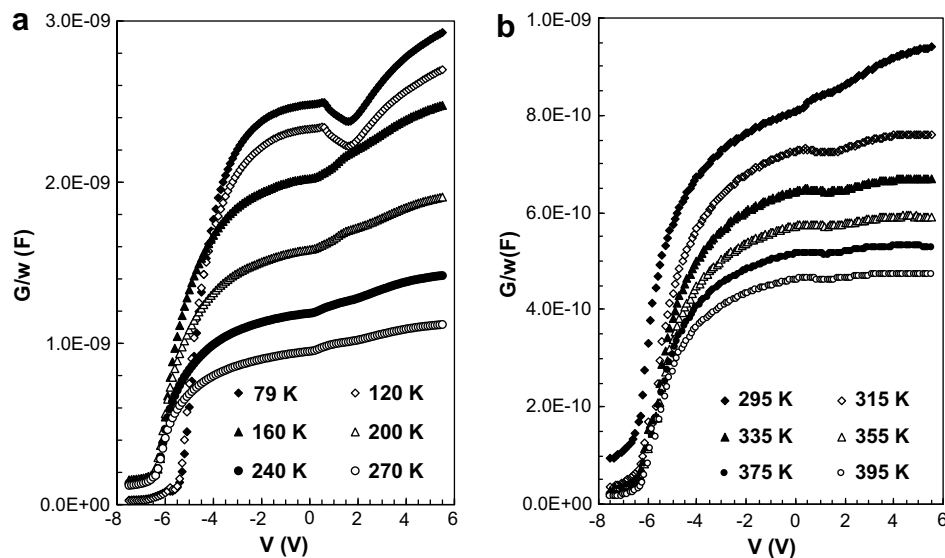 a
3.0E-09
2.0E-09
1.0E-09
0.0E+00
G/w (F)
79 K 120 K
160 K 200 K
240 K 270 K
-8 -6 -4 -2 0 2 4 6
V (V)
b
1.0E-09
8.0E-10
6.0E-10
4.0E-10
2.0E-10
0.0E+00
G/w(F)
295 K 315 K
335 K 355 K
375 K 395 K
-8 -6 -4 -2 0 2 4 6
V (V)